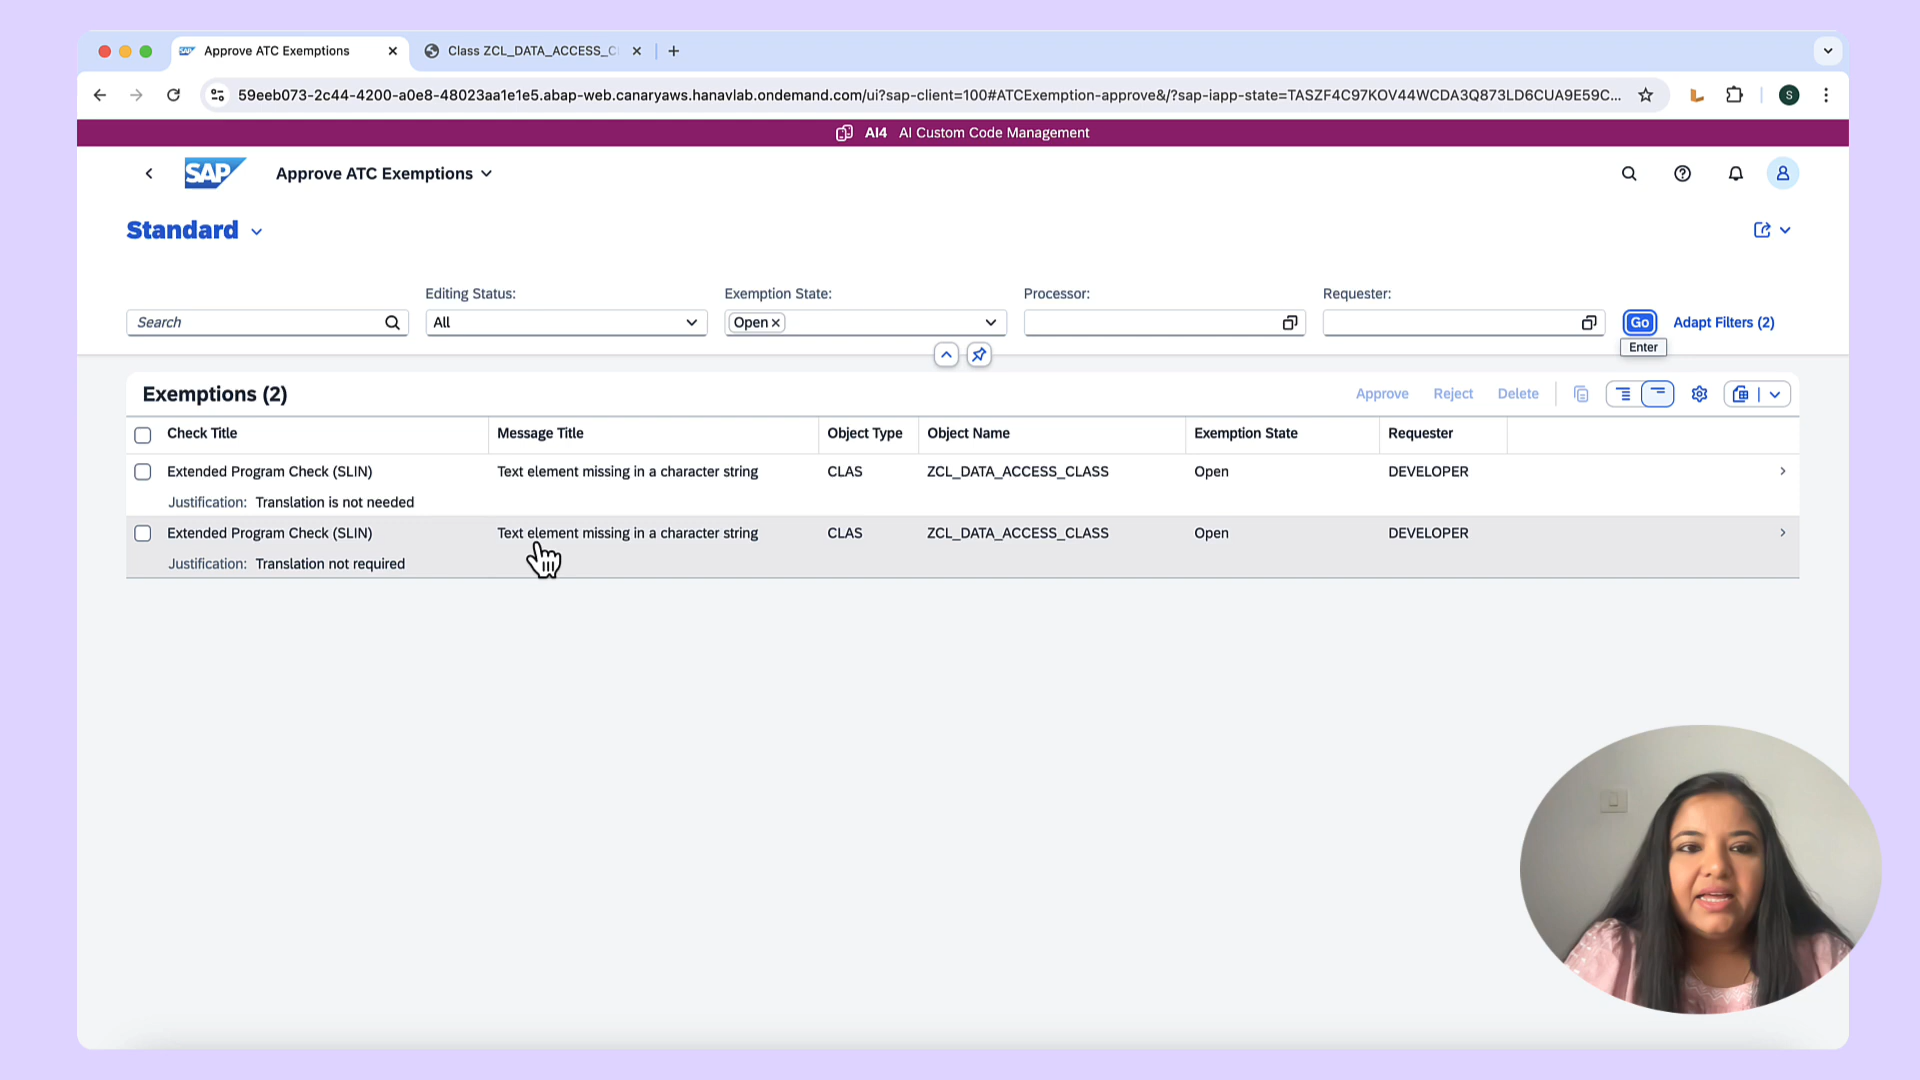 Approve ATC Exemptions
Class ZCL_DATA_ACCESS_C
59eeb073-2c44-4200-a0e8-48023aa1e1e5.abap-web.canaryaws.hanavlab.ondemand.com/ui?sap-client=100#ATCExemption-approve&/?sap-iapp-state=TASZF4C97KOV44WCDA3Q873LD6CUA9E59C...
S
AI4 AI Custom Code Management
SAP Approve ATC Exemptions
Standard
Editing Status: Exemption State: Processor: Requester:
Search All Open Go Adapt Filters (2)
Enter
Exemptions (2) Approve Reject Delete
Check Title Message Title Object Type Object Name Exemption State Requester
Extended Program Check (SLIN) Text element missing in a character string CLAS ZCL_DATA_ACCESS_CLASS Open DEVELOPER
Justification: Translation is not needed
Extended Program Check (SLIN) Text element missing in a character string CLAS ZCL_DATA_ACCESS_CLASS Open DEVELOPER
Justification: Translation not required